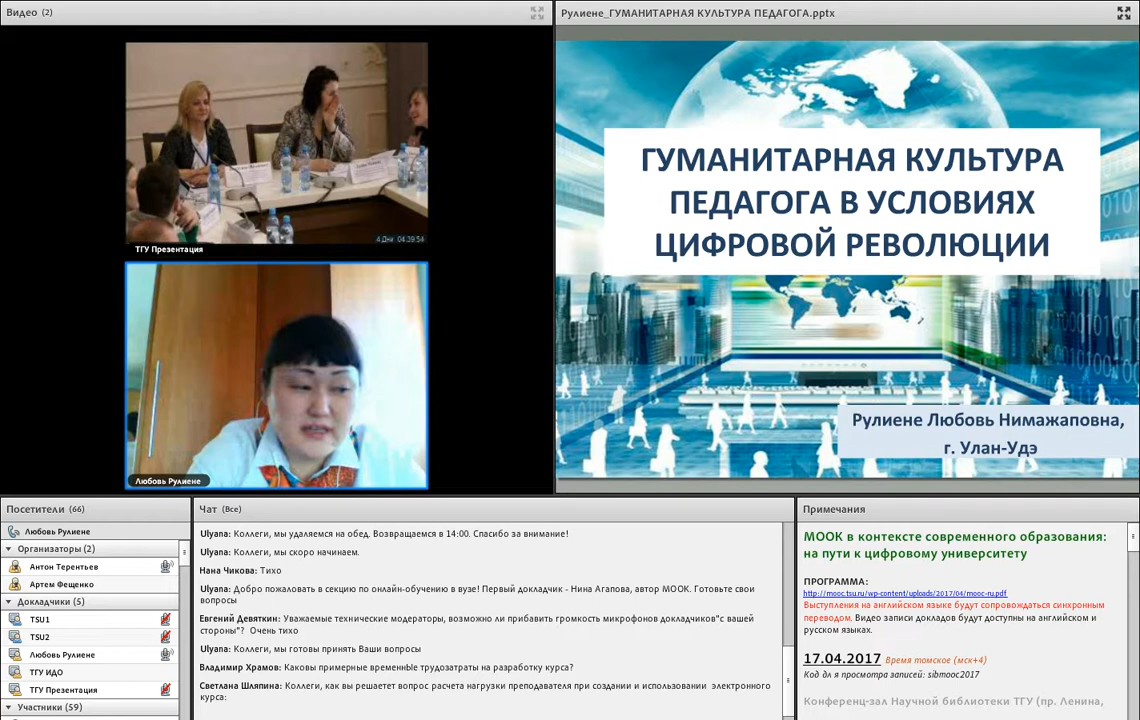 Видео (2)
Рулиене_ГУМАНИТАРНАЯ КУЛЬТУРА ПЕДАГОГА.pptx
4 Дни 04:39:54
ТГУ Презентация
Любовь Рулиене
ГУМАНИТАРНАЯ КУЛЬТУРА
ПЕДАГОГА В УСЛОВИЯХ
ЦИФРОВОЙ РЕВОЛЮЦИИ
Рулиене Любовь Нимажаповна,
г. Улан-Удэ
Посетители (66)
Любовь Рулиене
Организаторы (2)
Антон Терентьев
Артем Фещенко
Докладчики (5)
TSU1
TSU2
Любовь Рулиене
ТГУ ИДО
ТГУ Презентация
Участники (59)
Чат (Все)
Ulyana: Коллеги, мы удаляемся на обед. Возвращаемся в 14:00. Спасибо за внимание!
Ulyana: Коллеги, мы скоро начинаем.
Нана Чикова: Тихо
Ulyana: Добро пожаловать в секцию по онлайн-обучению в вузе! Первый докладчик - Нина Агапова, автор МООК. Готовьте свои
вопросы
Евгений Девяткин: Уважаемые технические модераторы, возможно ли прибавить громкость микрофонов докладчиков"с вашей
стороны"? Очень тихо
Ulyana: Коллеги, мы готовы принять Ваши вопросы
Владимир Храмов: Каковы примерные временные трудозатраты на разработку курса?
Светлана Шляпина: Коллеги, как вы решаетет вопрос расчета нагрузки преподавателя при создании и использовании электронного
курса:
Примечания
МООК в контексте современного образования:
на пути к цифровому университету
ПРОГРАММА:
http://mooc.tsu.ru/wp-content/uploads/2017/04/mooc-ru.pdf
Выступления на английском языке будут сопровождаться синхронным
переводом. Видео записи докладов будут доступны на английском и
русском языках.
17.04.2017 Время томское (мск+4)
Код дл я просмотра записей: sibmooc2017
Конференц-зал Научной библиотеки ТГУ (пр. Ленина,